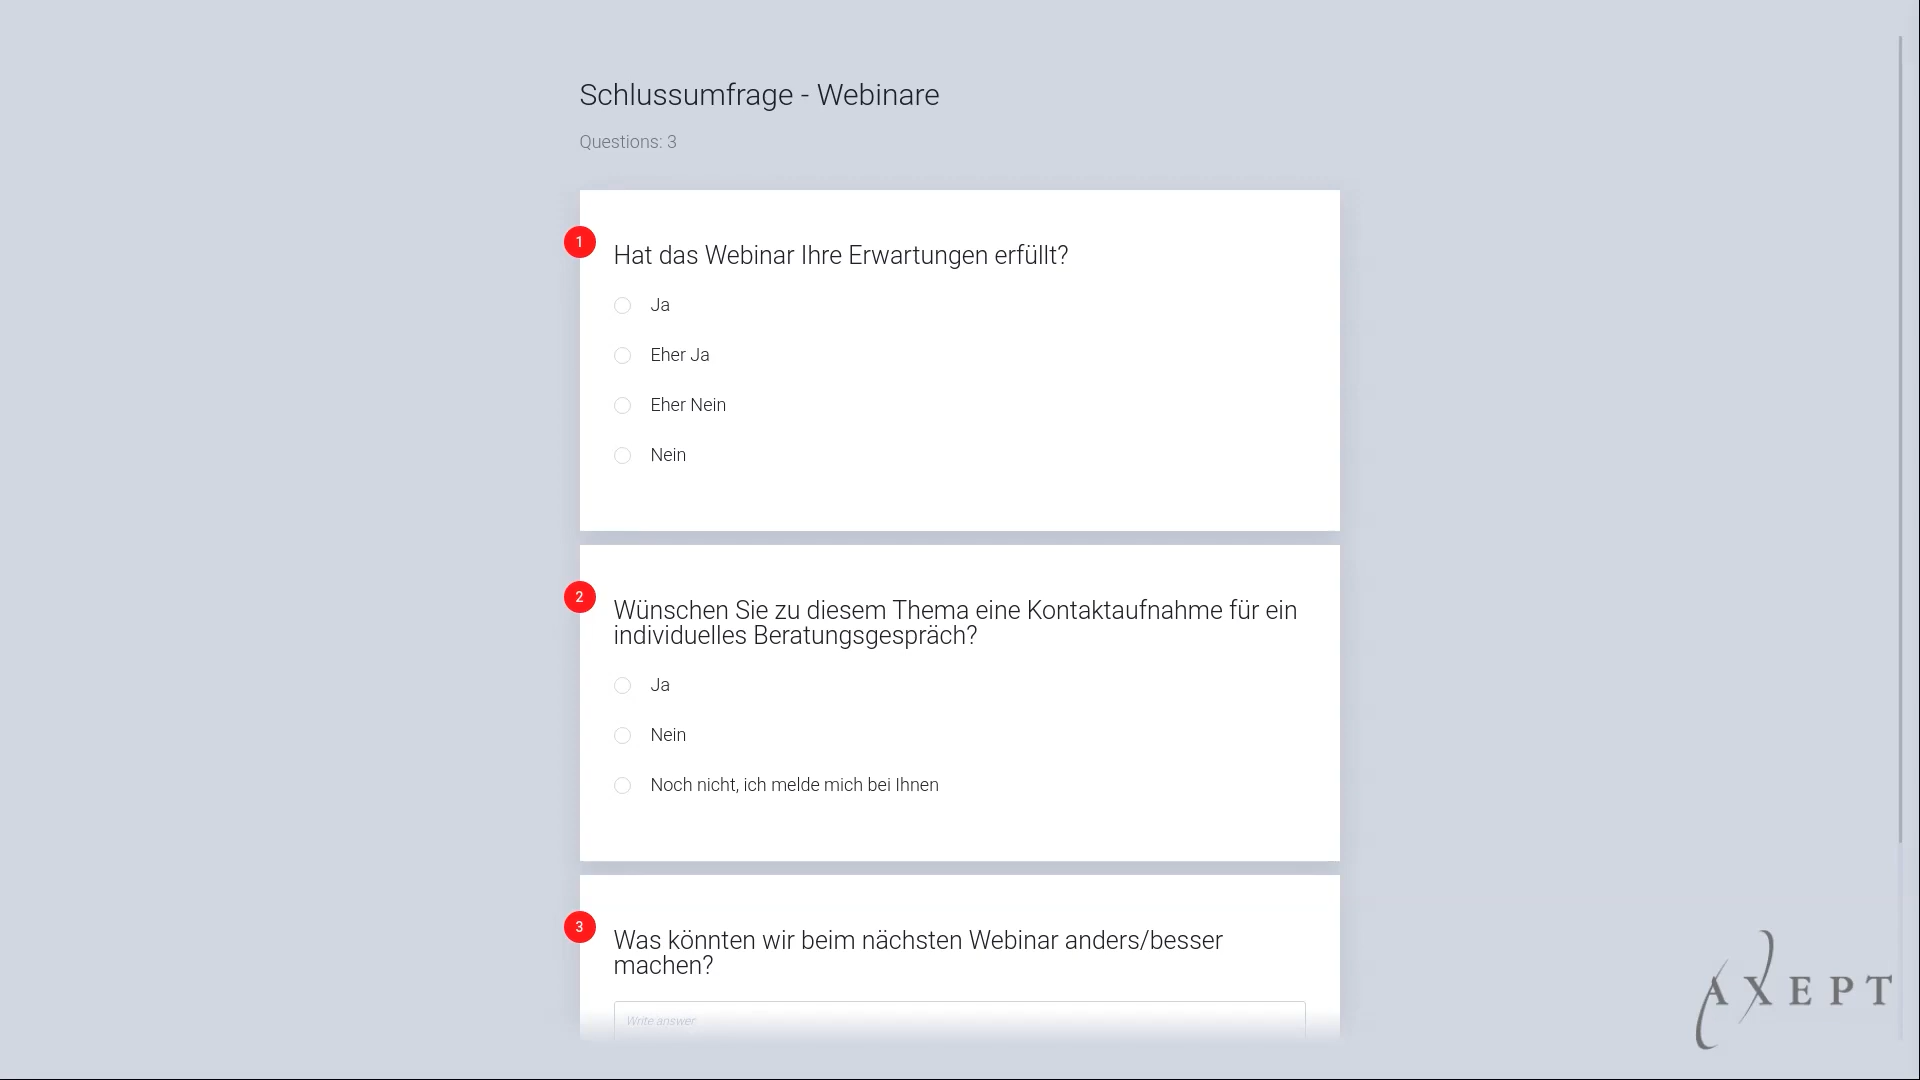 Schlussumfrage - Webinare
Questions: 3
1
Hat das Webinar Ihre Erwartungen erfüllt?
Ja
Eher Ja
Eher Nein
Nein
2
Wünschen Sie zu diesem Thema eine Kontaktaufnahme für ein
individuelles Beratungsgespräch?
Ja
Nein
Noch nicht, ich melde mich bei Ihnen
3
Was könnten wir beim nächsten Webinar anders/besser
machen?
Write answer
AXEPT